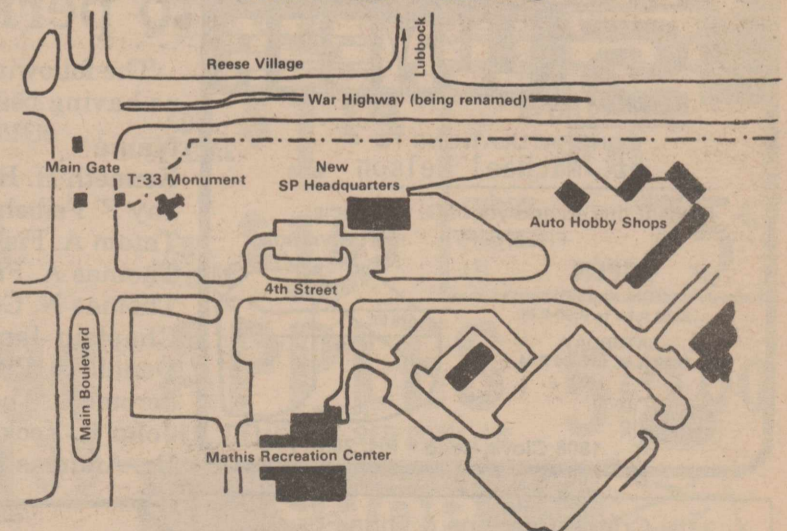 Lubbock
Reese Village
War Highway (being renamed)
Main Gate
T-33 Monument
New
SP Headquarters
Auto Hobby Shops
4th Street
Main Boulevard
Mathis Recreation Center